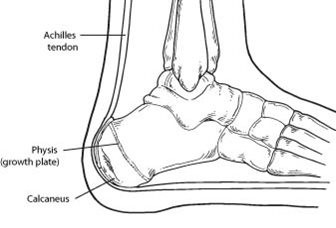 Achilles
tendon
Physis
(growth plate)
Calcaneus